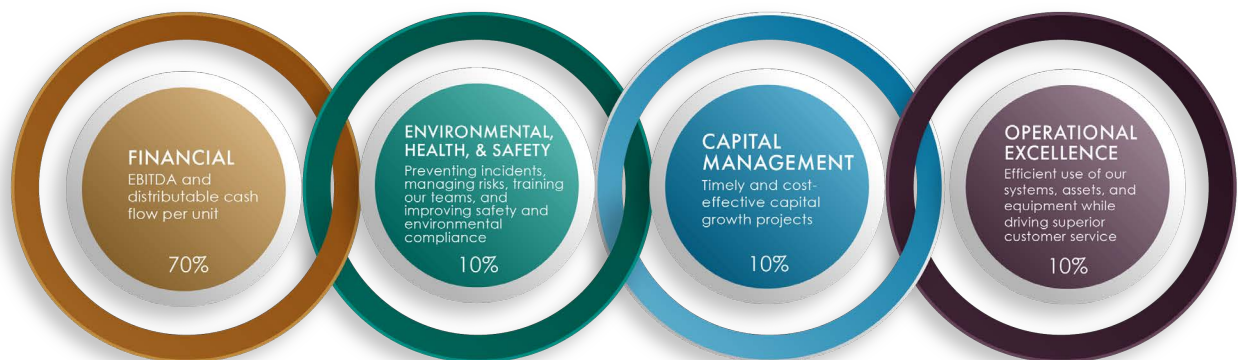 FINANCIAL
EBITDA and
distributable cash
flow per unit
70%
ENVIRONMENTAL,
HEALTH, & SAFETY
Preventing incidents,
managing risks, training
our teams, and
improving safety and
environmental
compliance
10%
CAPITAL
MANAGEMENT
Timely and cost-
effective capital
growth projects
10%
OPERATIONAL
EXCELLENCE
Efficient use of our
systems, assets, and
equipment while
driving superior
customer service
10%